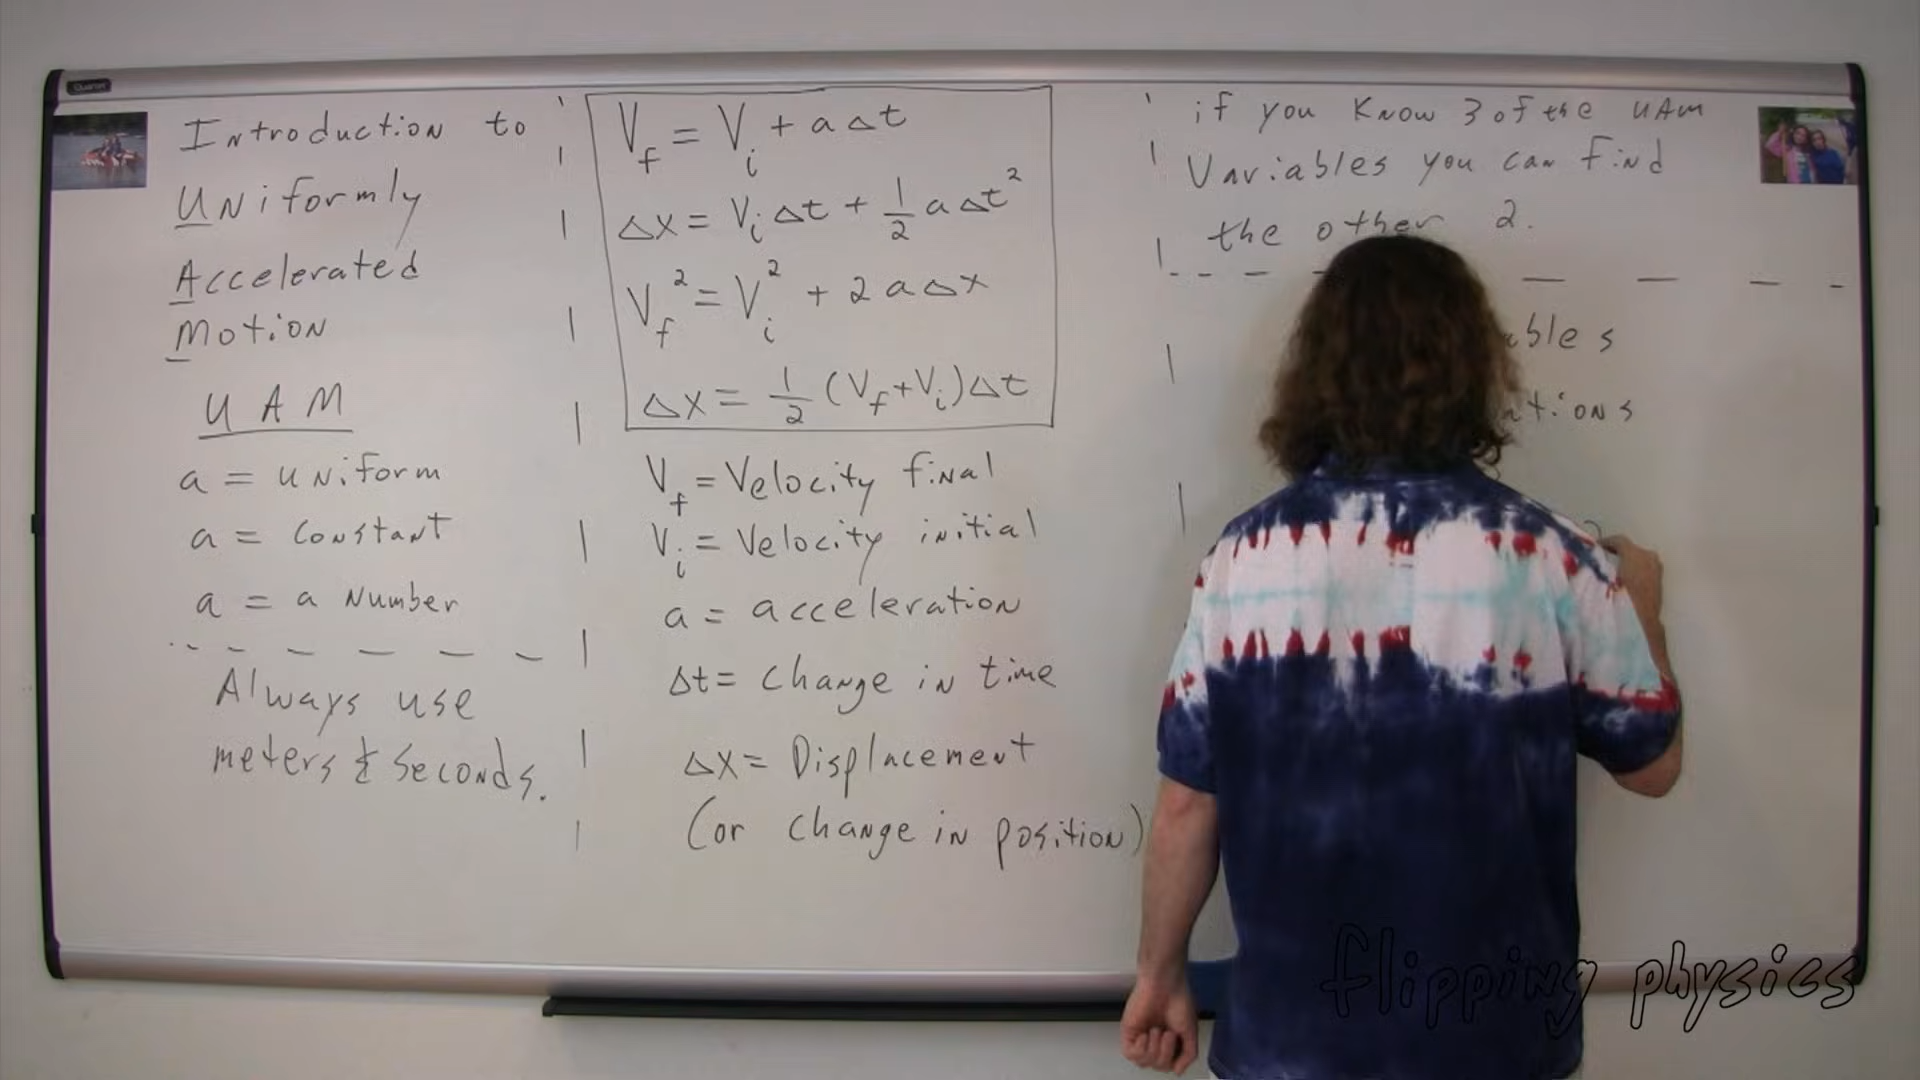 Quartet
Introduction to
Uniformly
Accelerated
Motion
UAM
a = uniform
a = constant
a = a number
Always use
meters & seconds.
V_f = V_i + aΔt
Δx = V_i Δt + 1/2 aΔt²
V_f² = V_i² + 2aΔx
Δx = 1/2 (V_f + V_i)Δt
V_f = Velocity final
V_i = Velocity initial
a = acceleration
Δt = change in time
Δx = Displacement
(or change in position)
if you know 3 of the UAM
Variables you can find
the other 2.
flipping physics